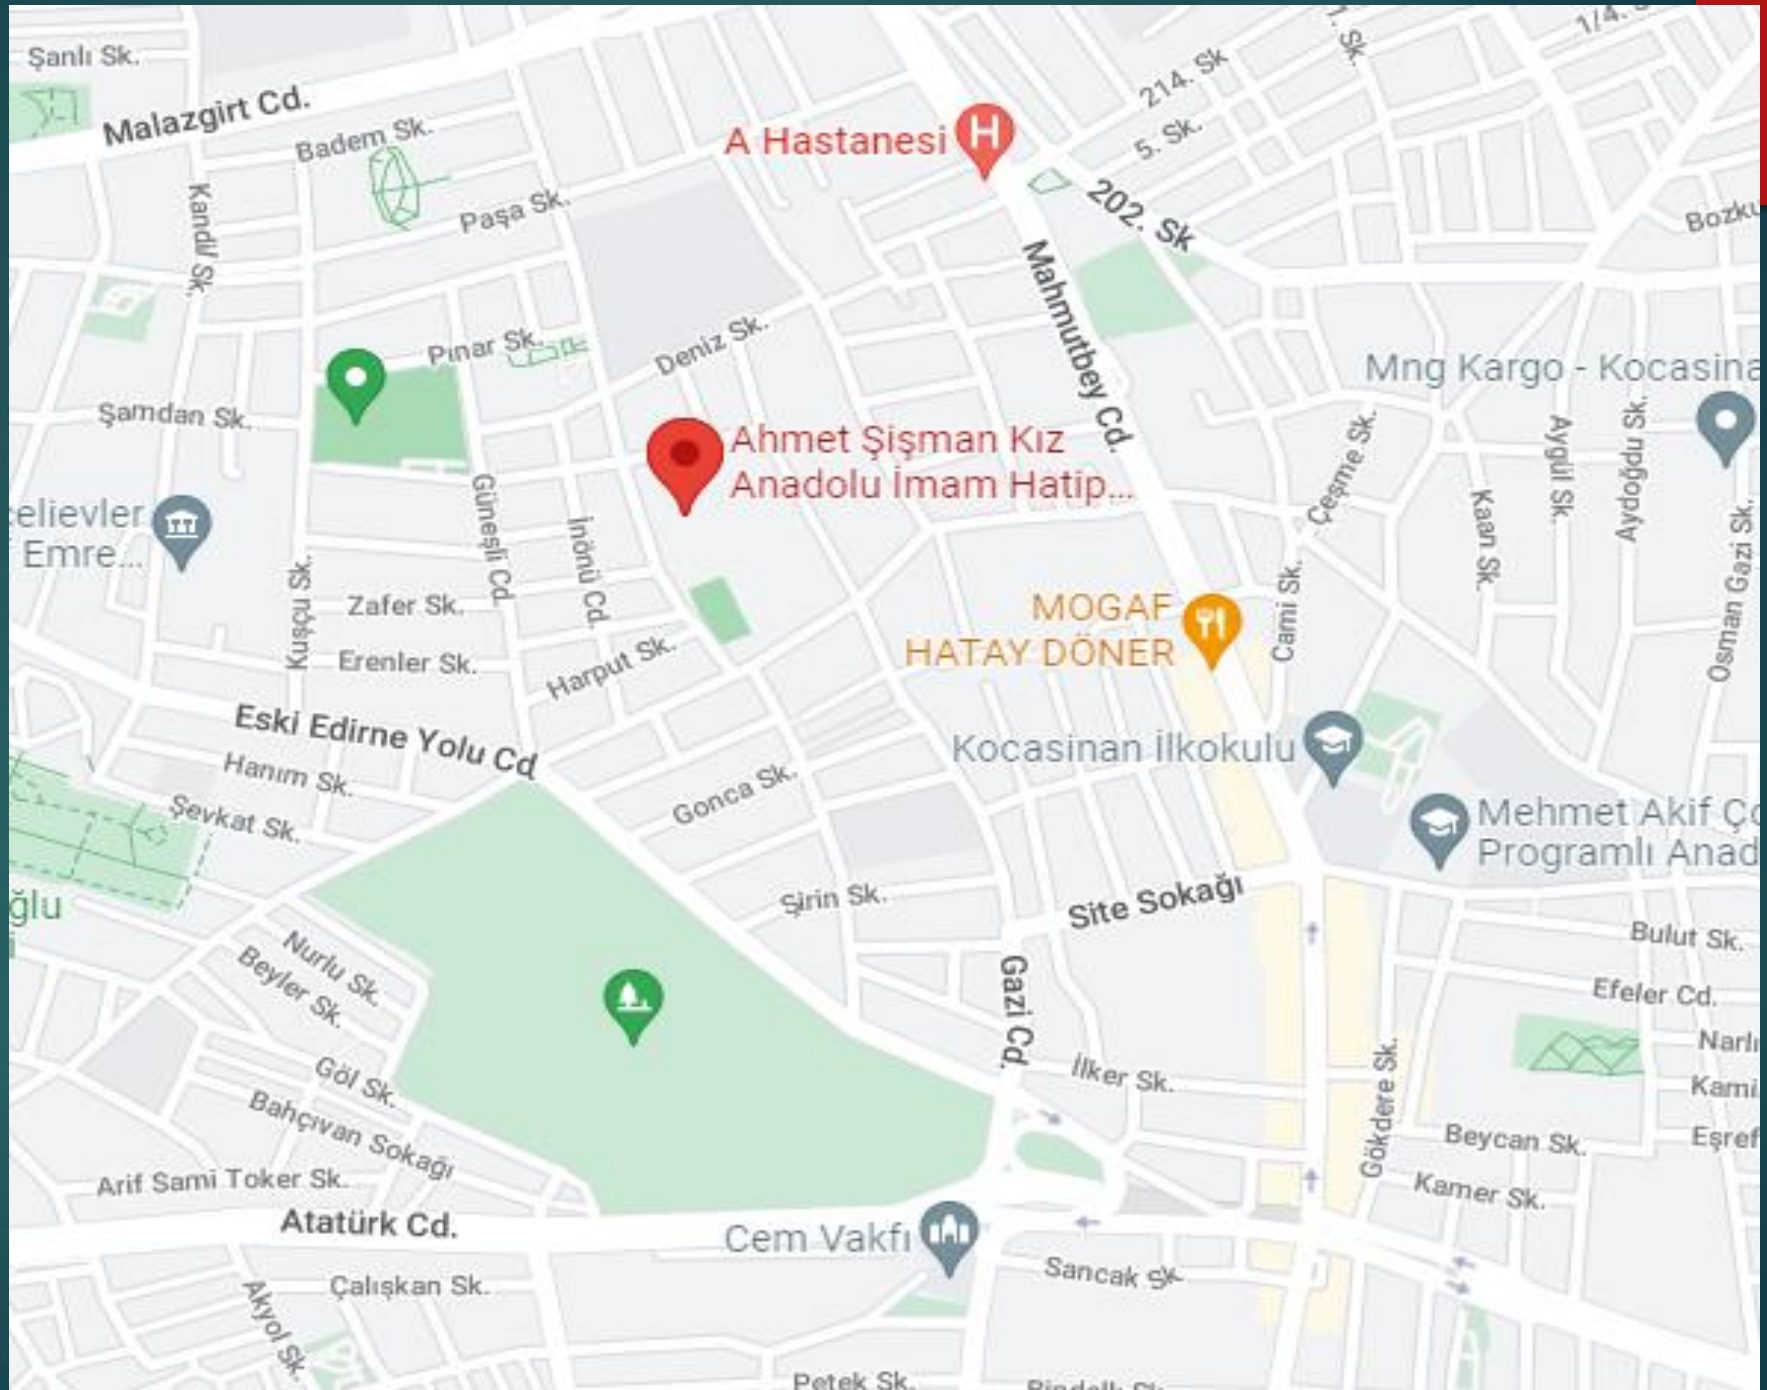 Şanlı Sk.
Malazgirt Cd.
Badem Sk.
Kandil Sk.
Paşa Sk.
A Hastanesi
H
214. Sk
5. Sk.
1. Sk.
202. Sk
Bozku
Mahmutbey Cd.
Pınar Sk.
Deniz Sk.
Şamdan Sk.
Mng Kargo - Kocasina
Ahmet Şişman Kız
Anadolu İmam Hatip...
Güneşli Cd.
İnönü Cd.
Çeşme Sk.
Kaan Sk.
Aygül Sk.
Aydoğdu Sk.
Osman Gazi Sk.
elievler
Emre...
Kuşçu Sk.
Zafer Sk.
Erenler Sk.
Harput Sk.
MOGAF
HATAY DÖNER
Cami Sk.
Eski Edirne Yolu Cd
Hanım Sk.
Şevkat Sk.
Gonca Sk.
Kocasinan İlkokulu
Mehmet Akif Ço
Programlı Anad
Şirin Sk.
Site Sokağı
ğlu
Nurlu Sk.
Beyler Sk.
Gazi Cd.
Bulut Sk.
Efeler Cd.
Narlı
Kami
Eşref
Göl Sk.
Bahçıvan Sokağı
İlker Sk.
Gökdere Sk.
Beycan Sk.
Kamer Sk.
Arif Sami Toker Sk.
Atatürk Cd.
Cem Vakfı
Sancak Sk
Çalışkan Sk.
Akyol Sk.
Petek Sk.